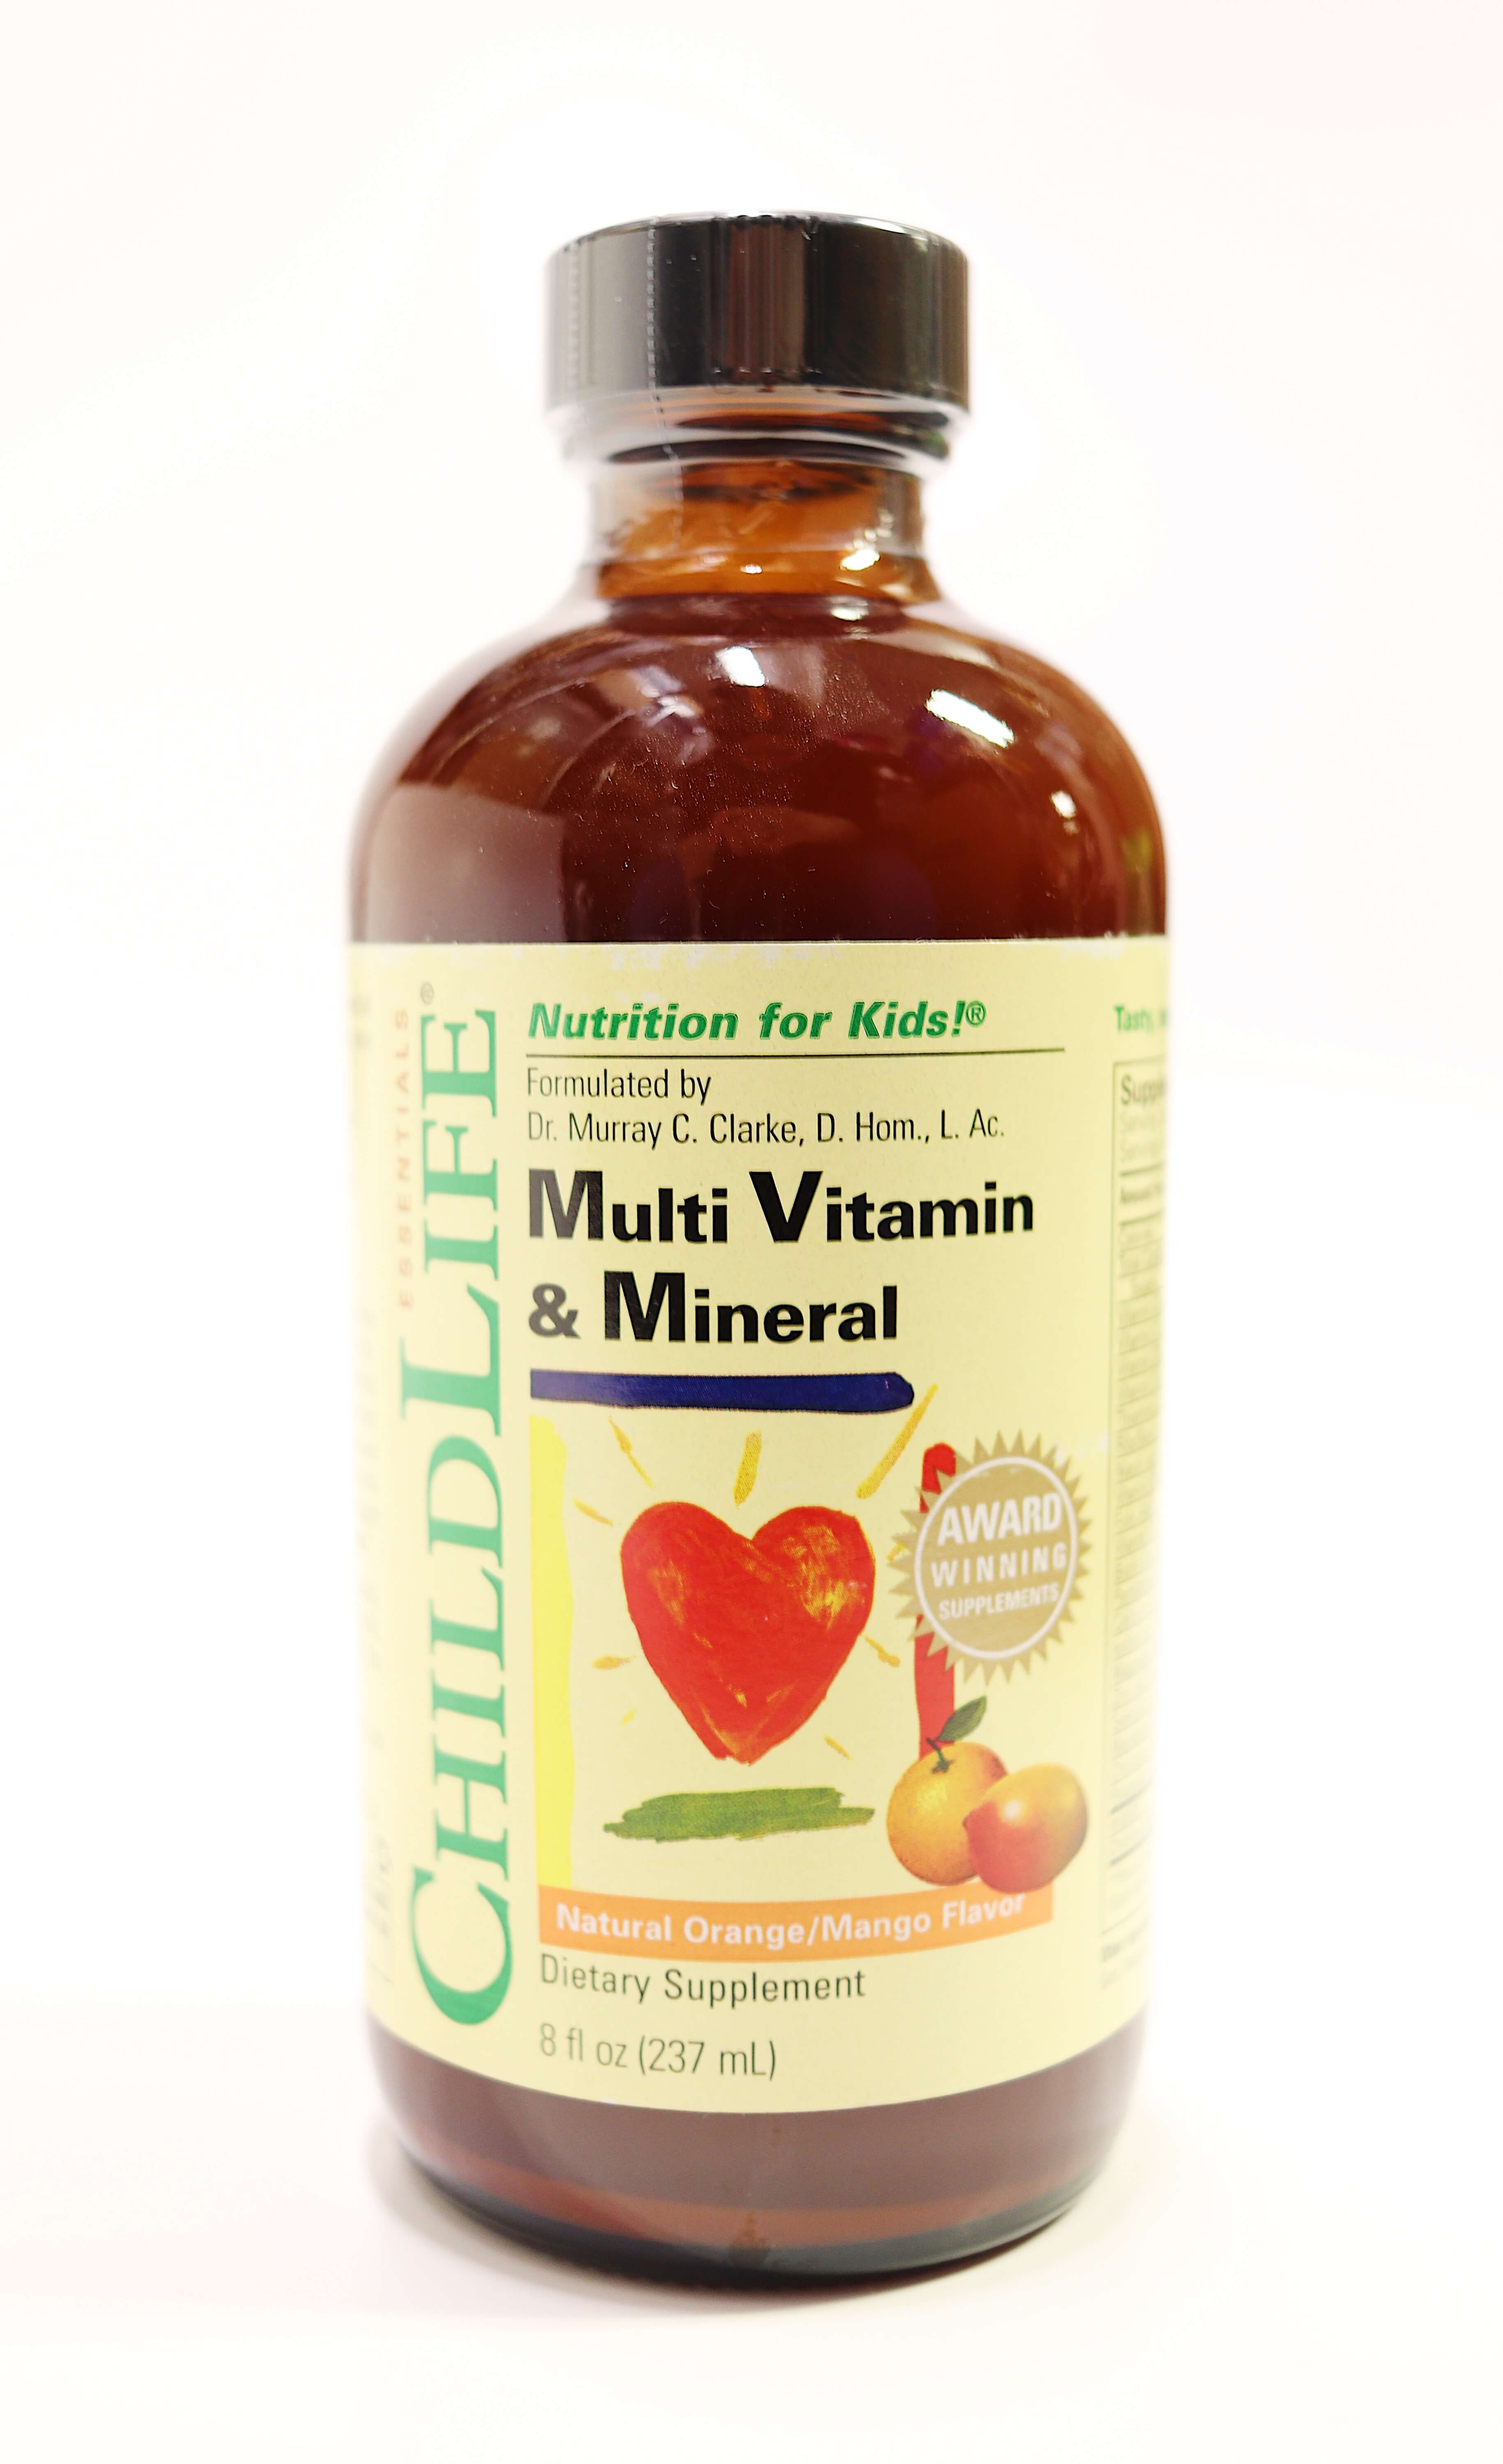 CHILDLIFE®
ESSENTIALS
Nutrition for Kids!®
Formulated by
Dr. Murray C. Clarke, D. Hom., L. Ac.
Multi Vitamin
& Mineral
AWARD
WINNING
SUPPLEMENTS
Natural Orange/Mango Flavor
Dietary Supplement
8 fl oz (237 mL)
Tasty,